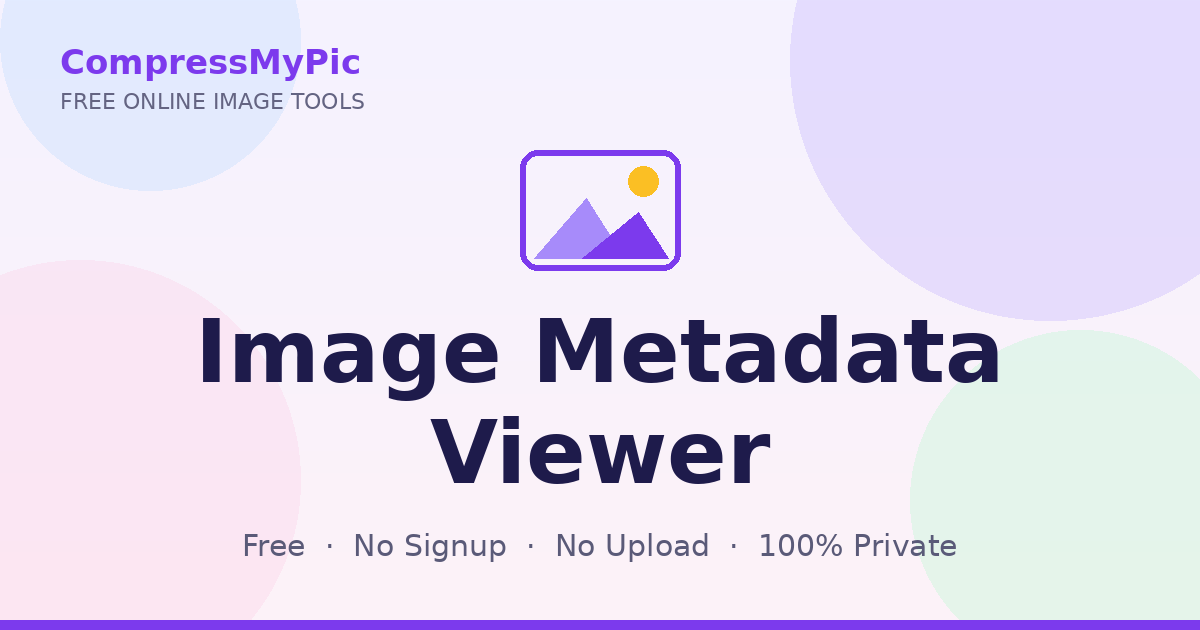 CompressMyPic
FREE ONLINE IMAGE TOOLS
Image Metadata
Viewer
Free · No Signup · No Upload · 100% Private